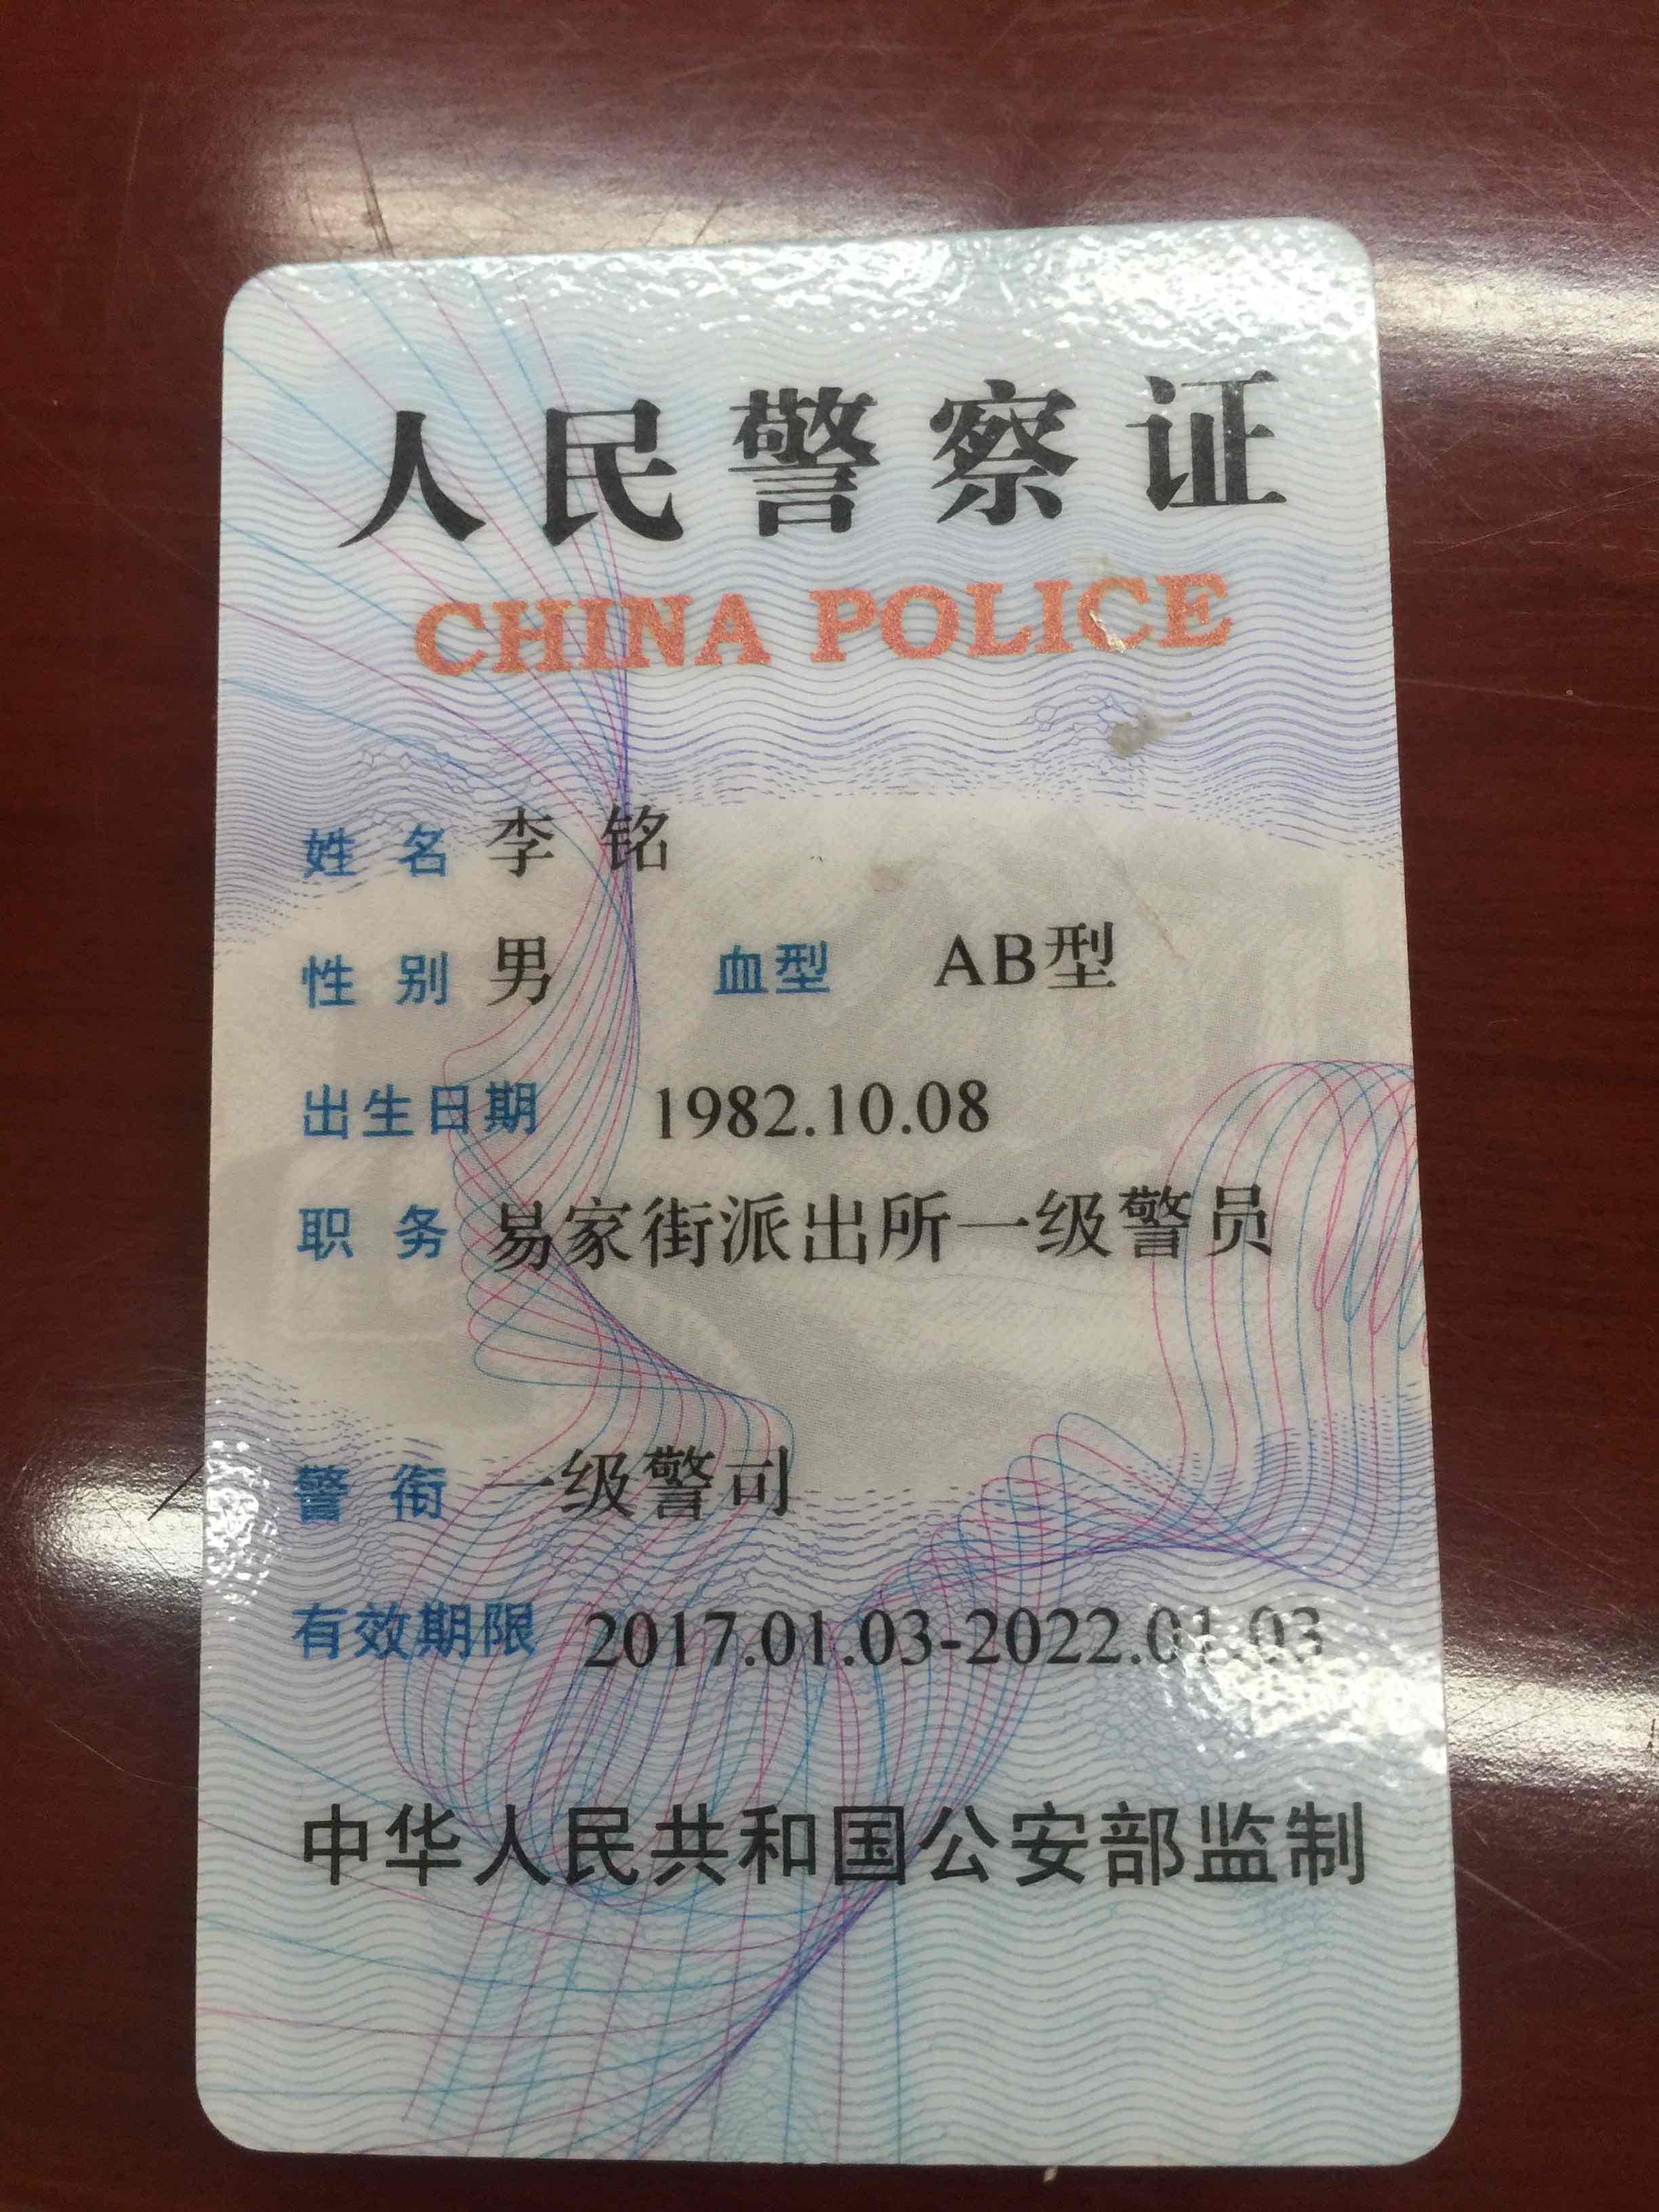 人民警察证
CHINA POLICE
姓名 李铭
性别 男 血型 AB型
出生日期 1982.10.08
职务 易家街派出所一级警员
警衔 一级警司
有效期限 2017.01.03-2022.01.03
中华人民共和国公安部监制